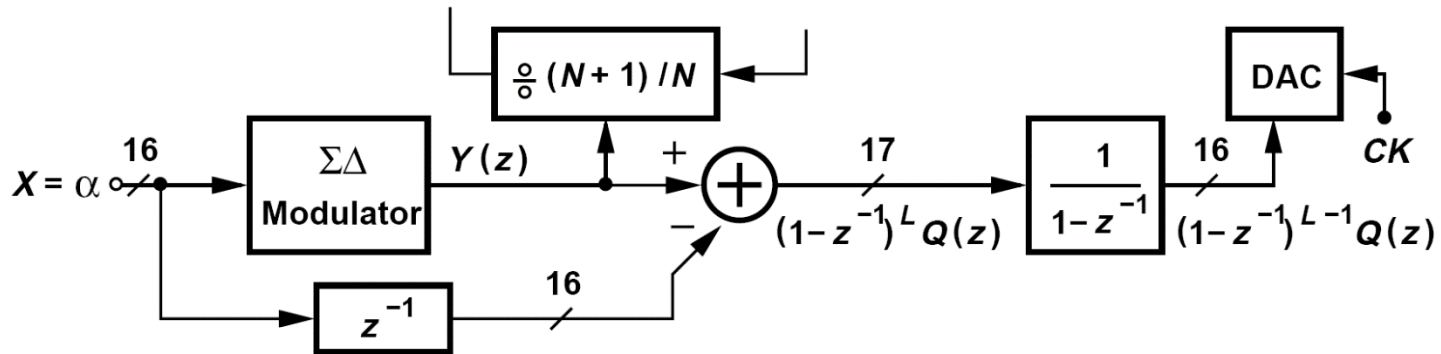 ÷ (N + 1) / N
DAC
CK
X = α
16
ΣΔ
Modulator
Y(z)
+
−
+
17
(1− z⁻¹)ᴸ Q(z)
1
1− z⁻¹
16
(1− z⁻¹)ᴸ⁻¹ Q(z)
z⁻¹
16